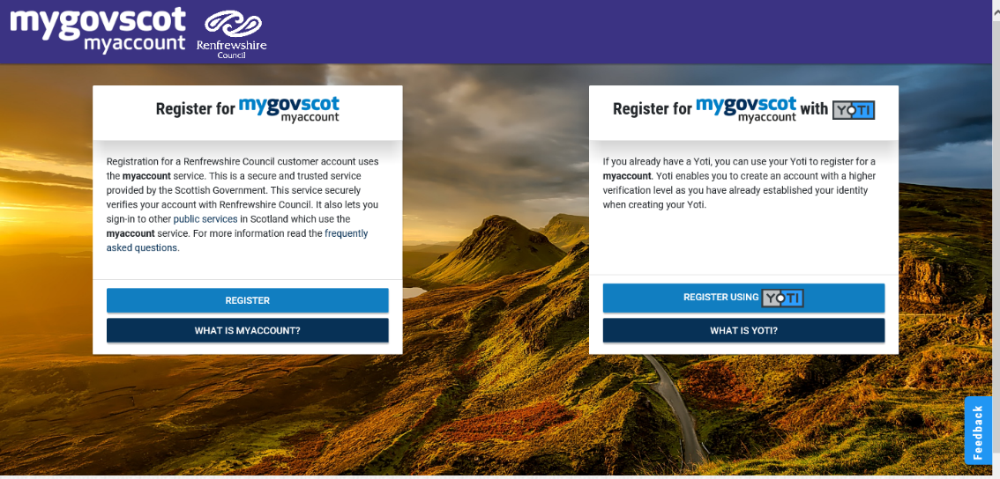 mygovscot
myaccount
Renfrewshire
Council
Register for mygovscot
myaccount
Registration for a Renfrewshire Council customer account uses
the myaccount service. This is a secure and trusted service
provided by the Scottish Government. This service securely
verifies your account with Renfrewshire Council. It also lets you
sign-in to other public services in Scotland which use the
myaccount service. For more information read the frequently
asked questions.
REGISTER
WHAT IS MYACCOUNT?
Register for mygovscot with YOTI
myaccount
If you already have a Yoti, you can use your Yoti to register for a
myaccount. Yoti enables you to create an account with a higher
verification level as you have already established your identity
when creating your Yoti.
REGISTER USING YOTI
WHAT IS YOTI?
Feedback